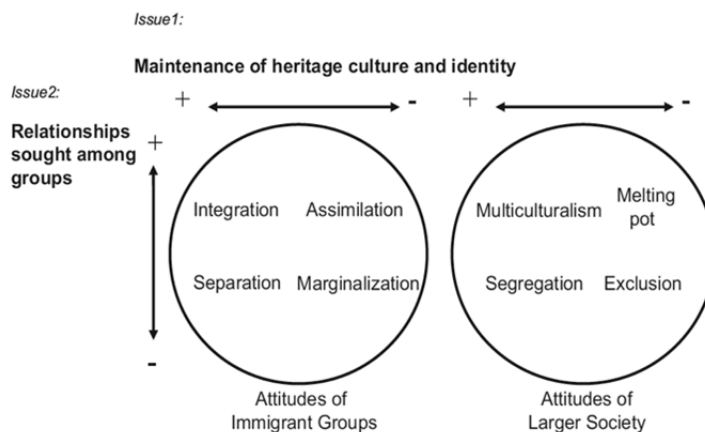 Issue1:
Maintenance of heritage culture and identity
Issue2:
+ - + -
Relationships
sought among
groups
+
-
Integration Assimilation
Separation Marginalization
Multiculturalism Melting
pot
Segregation Exclusion
Attitudes of
Immigrant Groups
Attitudes of
Larger Society